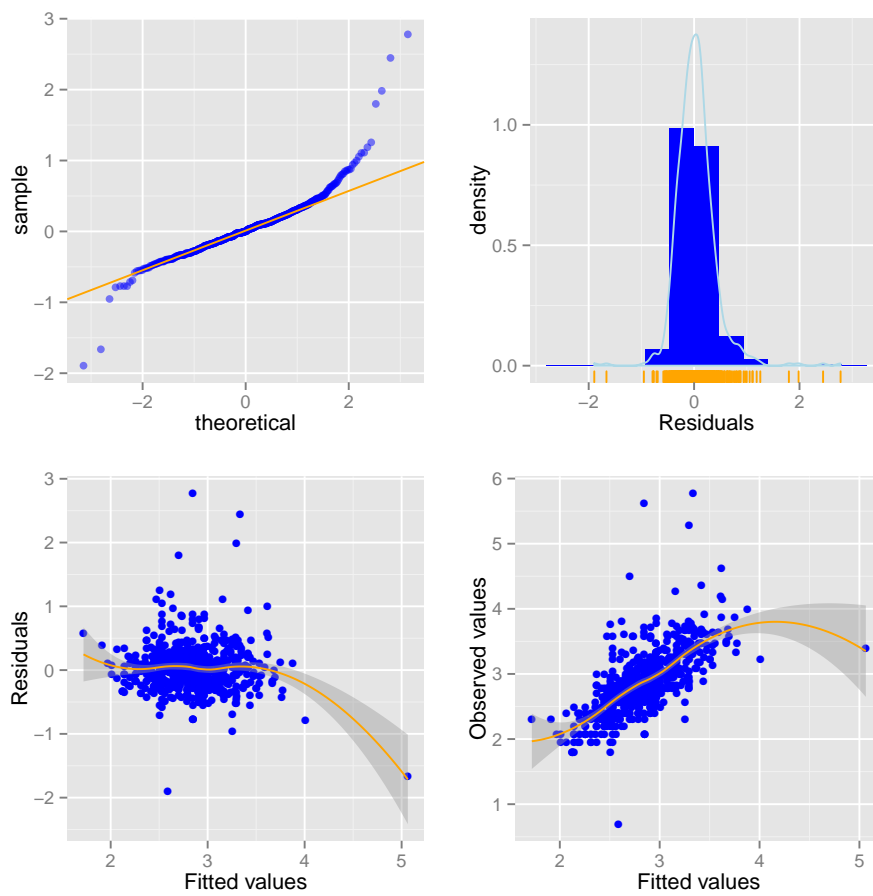 3
2
1
0
−1
−2
sample
−2 0 2
theoretical
1.0
0.5
0.0
density
−2 0 2
Residuals
3
2
1
0
−1
−2
Residuals
2 3 4 5
Fitted values
6
5
4
3
2
1
Observed values
2 3 4 5
Fitted values